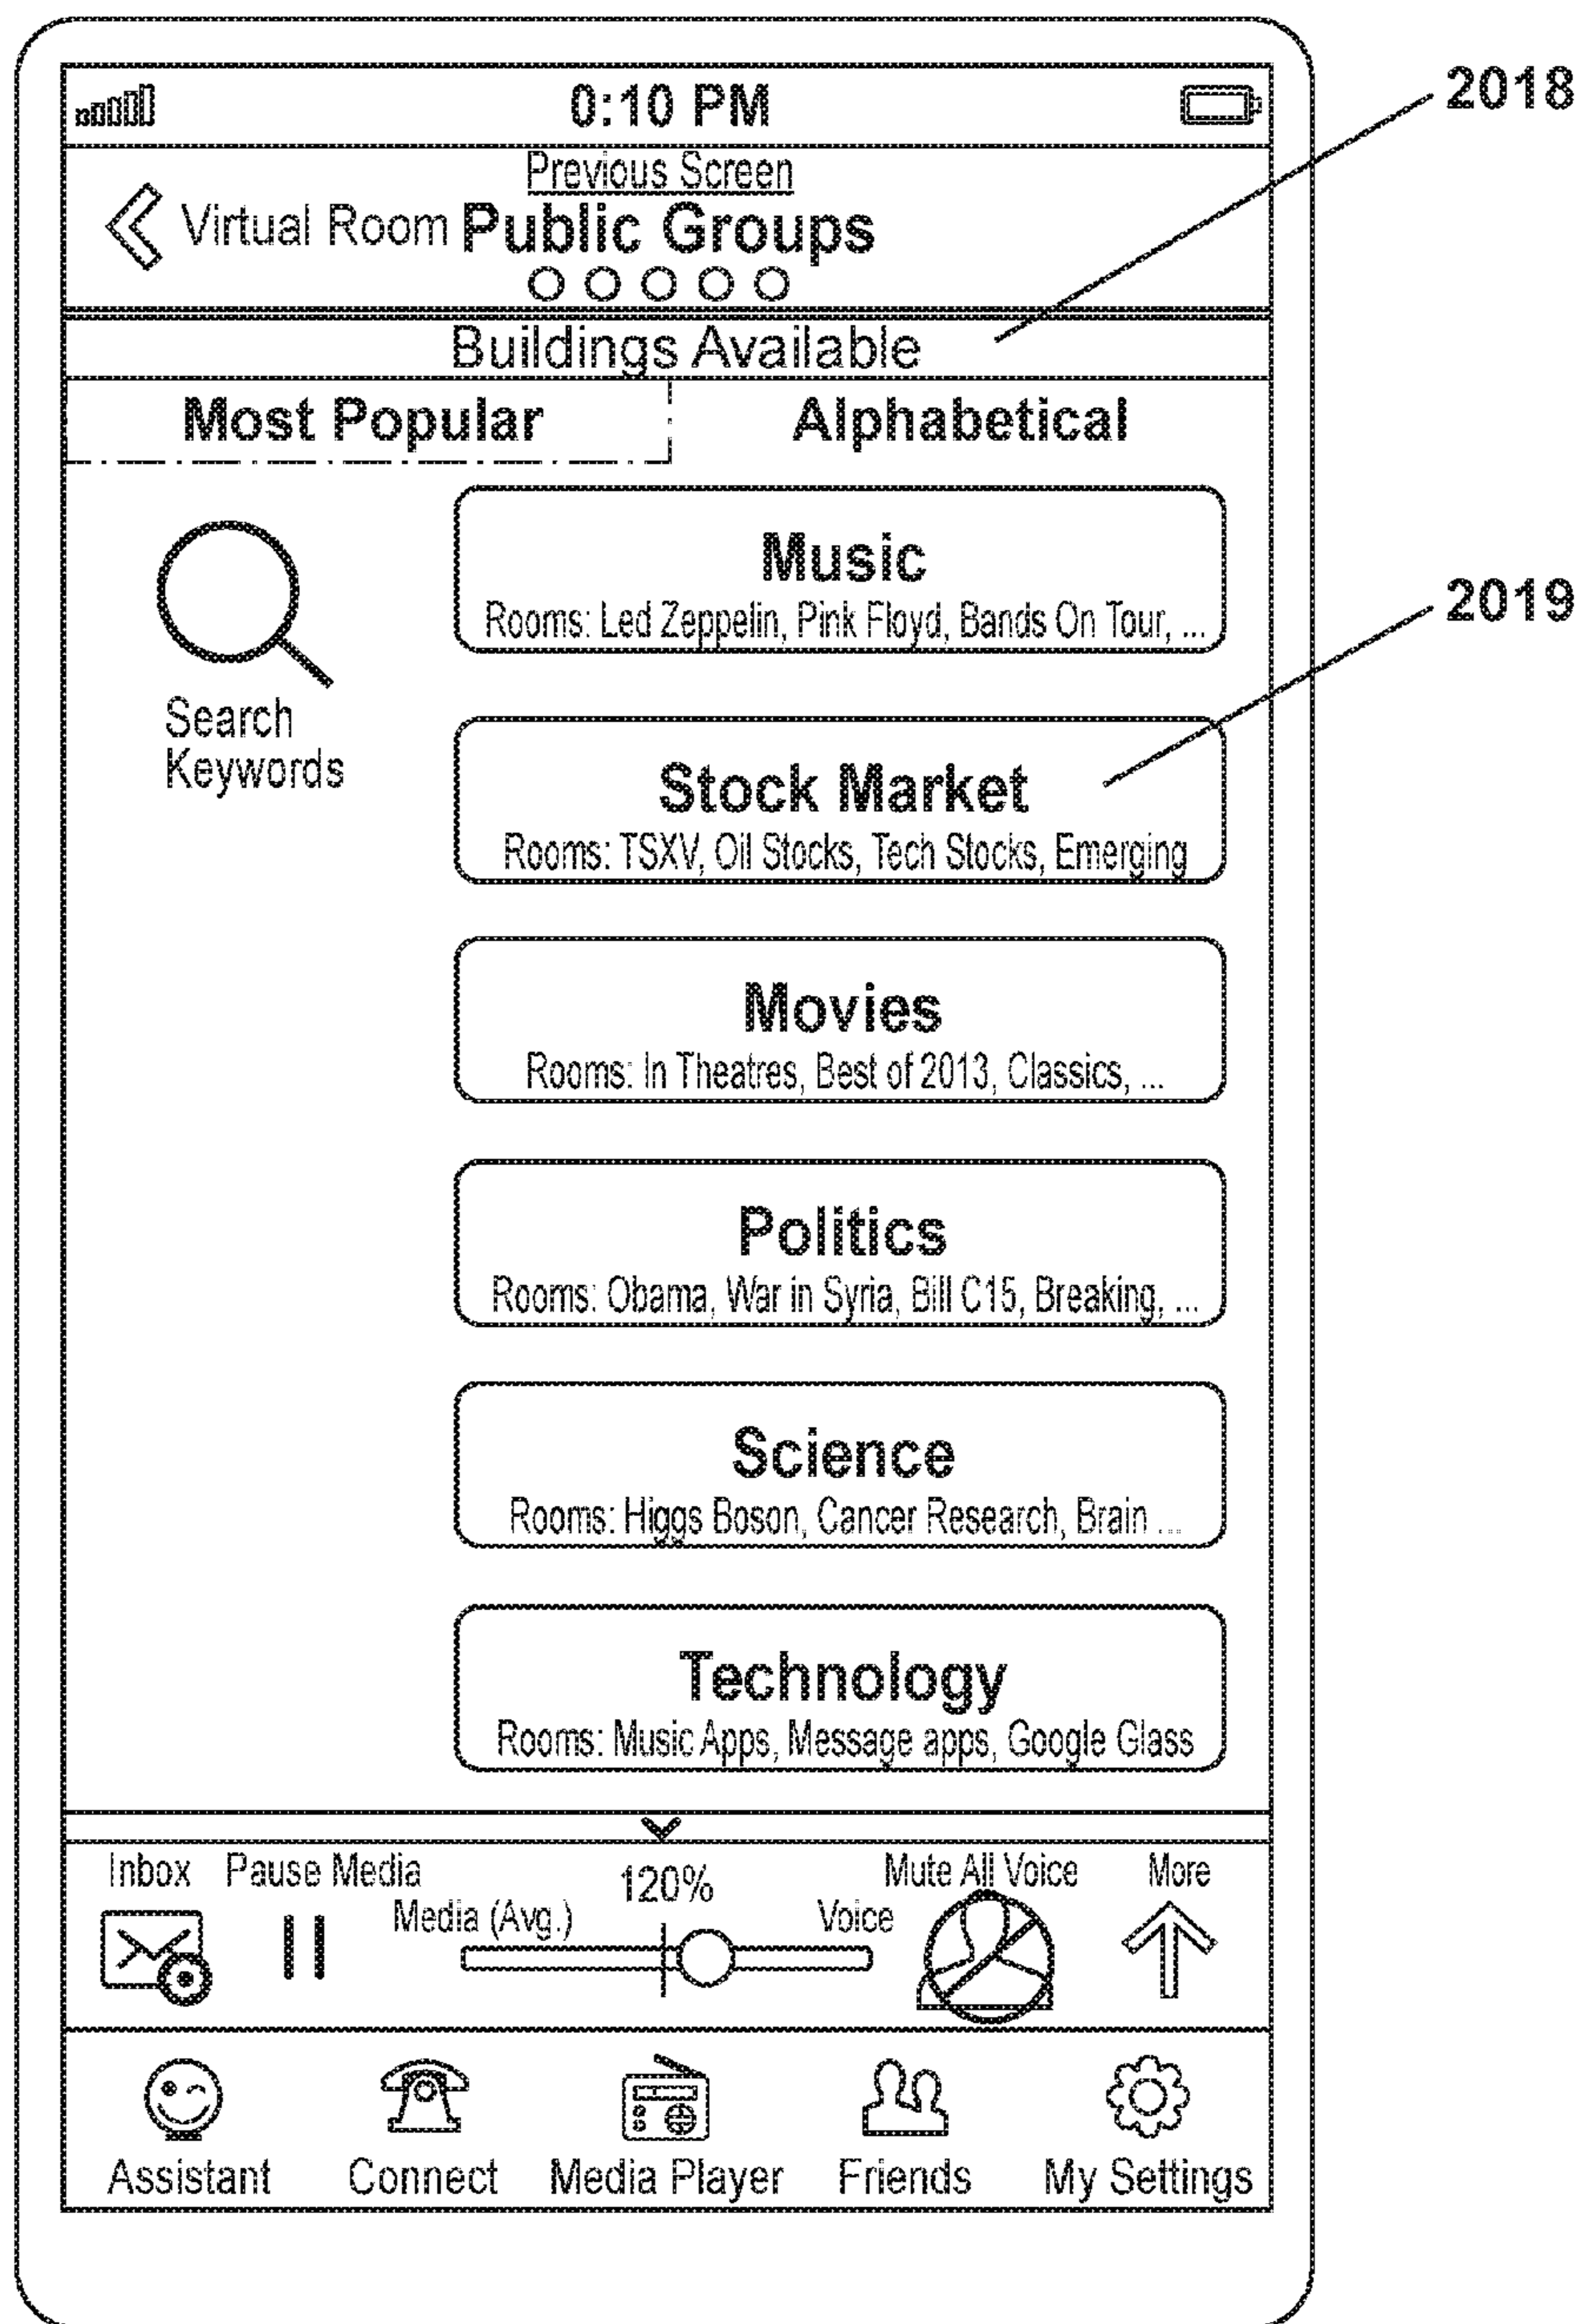 0:10 PM
2018
Previous Screen
Virtual Room Public Groups
Buildings Available
Most Popular Alphabetical
Music
Rooms: Led Zeppelin, Pink Floyd, Bands On Tour, ...
2019
Search
Keywords
Stock Market
Rooms: TSXV, Oil Stocks, Tech Stocks, Emerging
Movies
Rooms: In Theatres, Best of 2013, Classics, ...
Politics
Rooms: Obama, War in Syria, Bill C15, Breaking, ...
Science
Rooms: Higgs Boson, Cancer Research, Brain ...
Technology
Rooms: Music Apps, Message apps, Google Glass
Inbox Pause Media 120% Mute All Voice More
Media (Avg.) Voice
Assistant Connect Media Player Friends My Settings